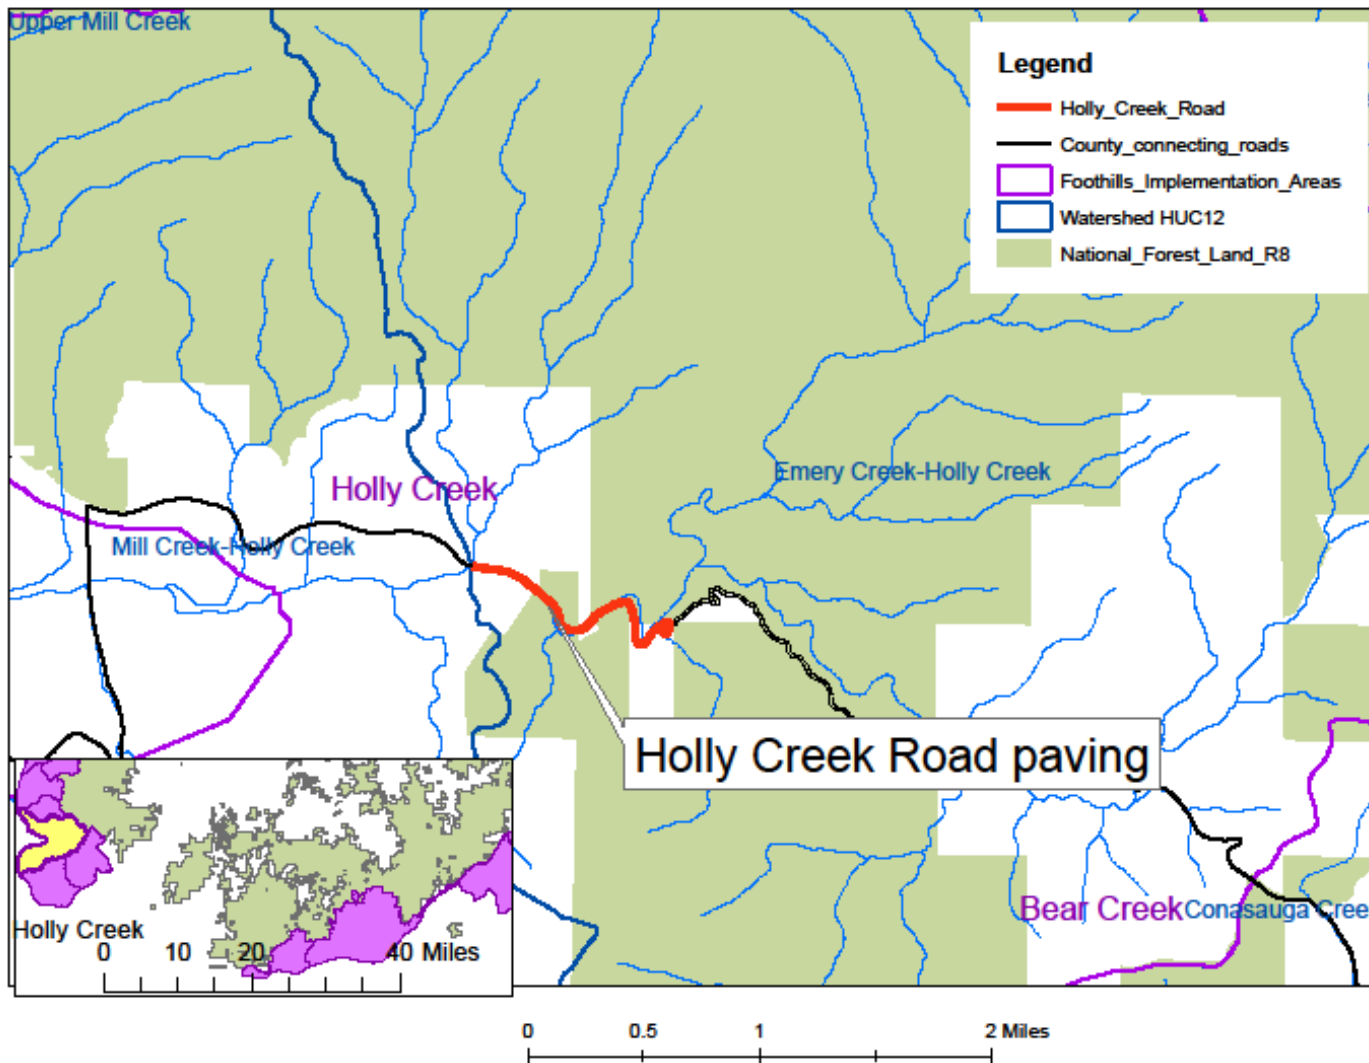 Upper Mill Creek
Legend
Holly_Creek_Road
County_connecting_roads
Foothills_Implementation_Areas
Watershed HUC12
National_Forest_Land_R8
Emery Creek-Holly Creek
Holly Creek
Mill Creek-Holly Creek
Holly Creek Road paving
Bear Creek
Conasauga Cree
Holly Creek
0 10 20 40 Miles
0 0.5 1 2 Miles